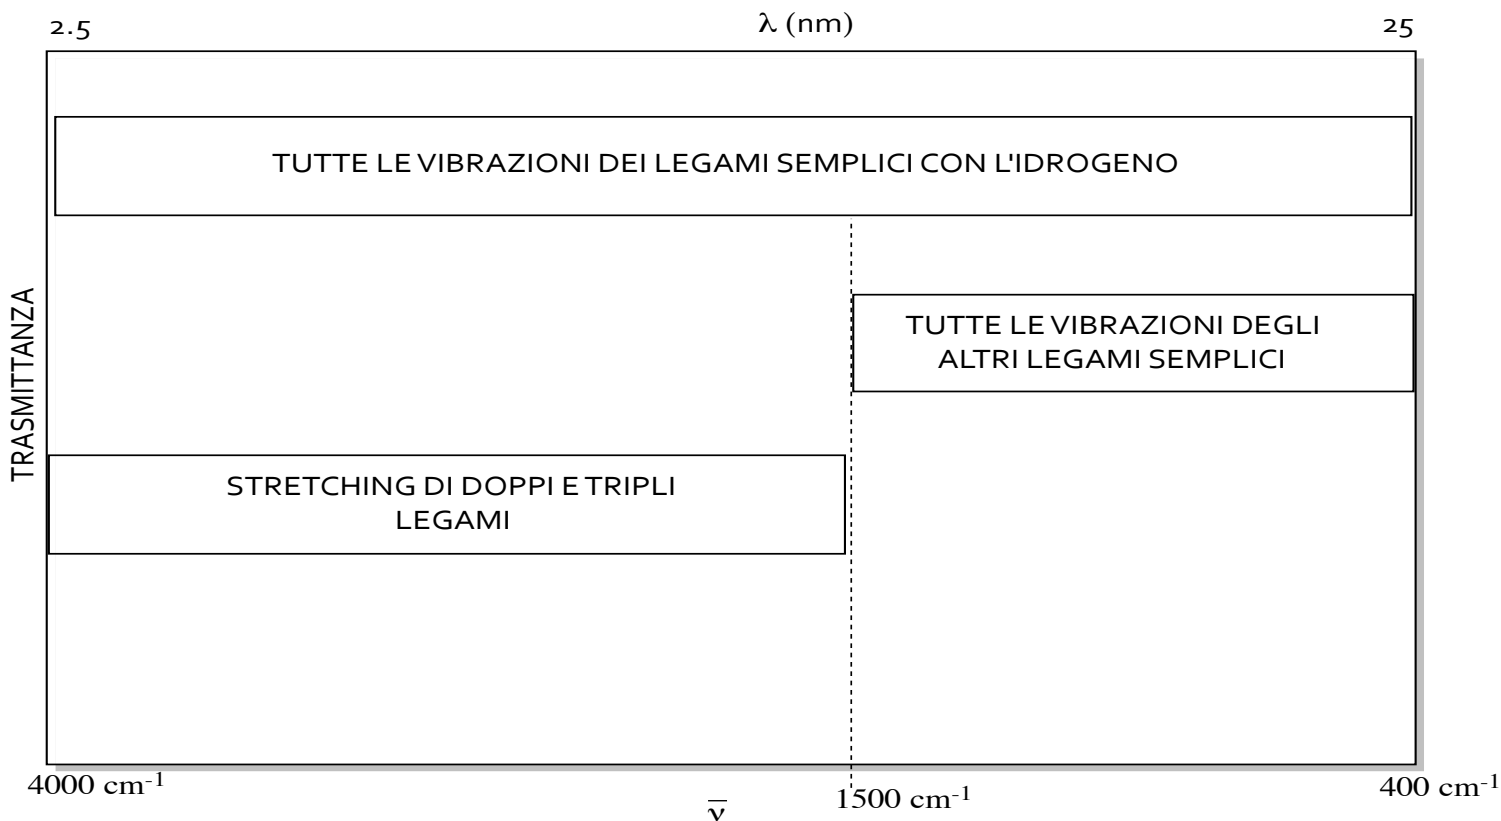 2.5 λ (nm) 25
TUTTE LE VIBRAZIONI DEI LEGAMI SEMPLICI CON L'IDROGENO
TRASMITTANZA
TUTTE LE VIBRAZIONI DEGLI
ALTRI LEGAMI SEMPLICI
STRETCHING DI DOPPI E TRIPLI
LEGAMI
4000 cm⁻¹ 1500 cm⁻¹ 400 cm⁻¹
ν̅